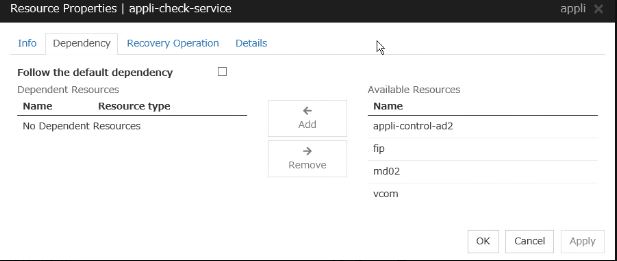 Resource Properties | appli-check-service appli ×
Info Dependency Recovery Operation Details
Follow the default dependency
Dependent Resources Available Resources
Name Resource type Name
No Dependent Resources appli-control-ad2
Add fip
Remove md02
vcom
OK Cancel Apply